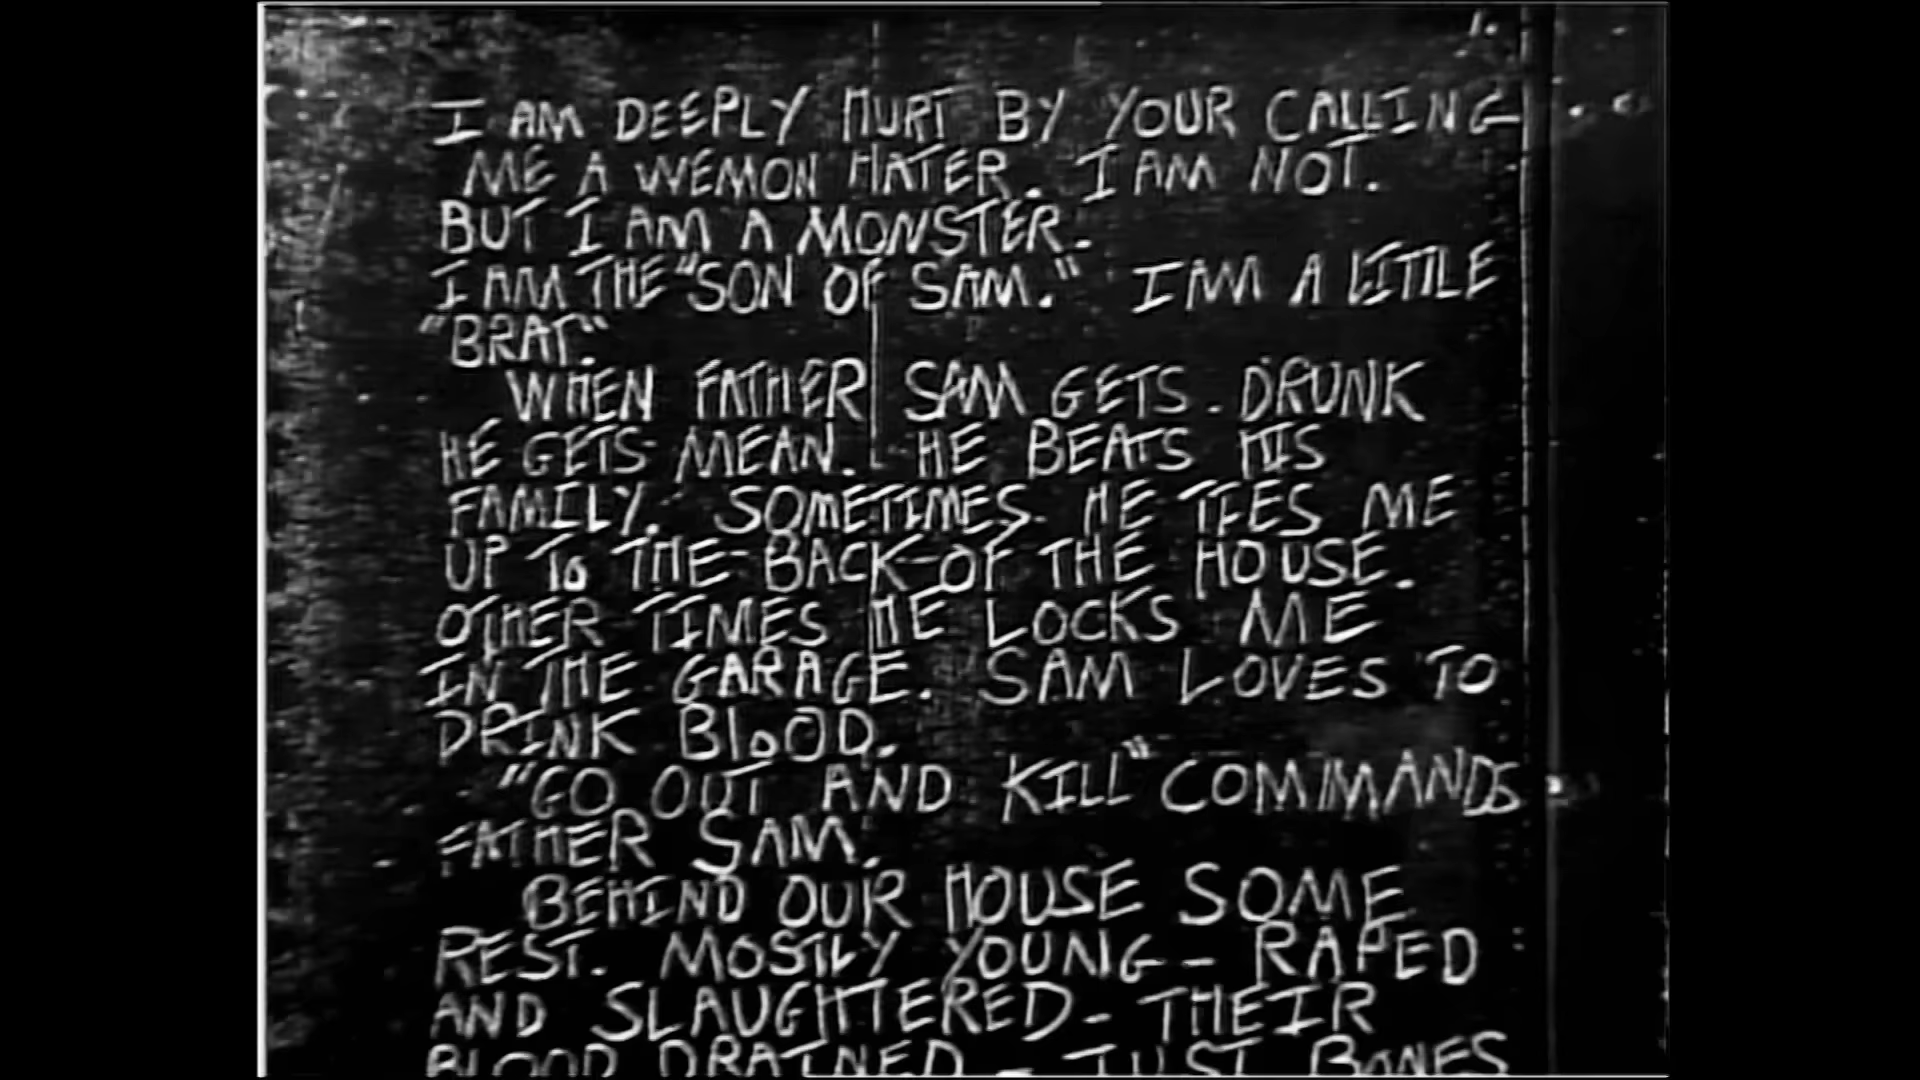 1.
I AM DEEPLY HURT BY YOUR CALLING
ME A WEMON HATER. I AM NOT.
BUT I AM A MONSTER.
I AM THE "SON OF SAM." I AM A LITTLE
"BRAT".
WHEN FATHER SAM GETS DRUNK
HE GETS MEAN. HE BEATS HIS
FAMILY. SOMETIMES HE TIES ME
UP TO THE BACK OF THE HOUSE.
OTHER TIMES HE LOCKS ME
IN THE GARAGE. SAM LOVES TO
DRINK BLOOD.
"GO OUT AND KILL" COMMANDS
FATHER SAM.
BEHIND OUR HOUSE SOME
REST. MOSTLY YOUNG - RAPED
AND SLAUGHTERED - THEIR
BLOOD DRAINED - JUST BONES